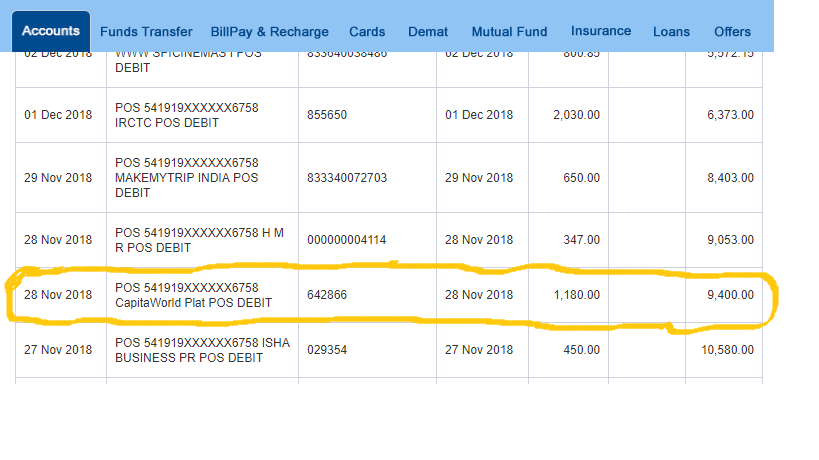 Accounts Funds Transfer BillPay & Recharge Cards Demat Mutual Fund Insurance Loans Offers
02 Dec 2018 WWW SPICINEMAS I POS 833640038486 02 Dec 2018 800.85 5,572.15
DEBIT
01 Dec 2018 POS 541919XXXXXX6758 855650 01 Dec 2018 2,030.00 6,373.00
IRCTC POS DEBIT
POS 541919XXXXXX6758
29 Nov 2018 MAKEMYTRIP INDIA POS 833340072703 29 Nov 2018 650.00 8,403.00
DEBIT
28 Nov 2018 POS 541919XXXXXX6758 H M 000000004114 28 Nov 2018 347.00 9,053.00
R POS DEBIT
28 Nov 2018 POS 541919XXXXXX6758 642866 28 Nov 2018 1,180.00 9,400.00
CapitaWorld Plat POS DEBIT
27 Nov 2018 POS 541919XXXXXX6758 ISHA 029354 27 Nov 2018 450.00 10,580.00
BUSINESS PR POS DEBIT